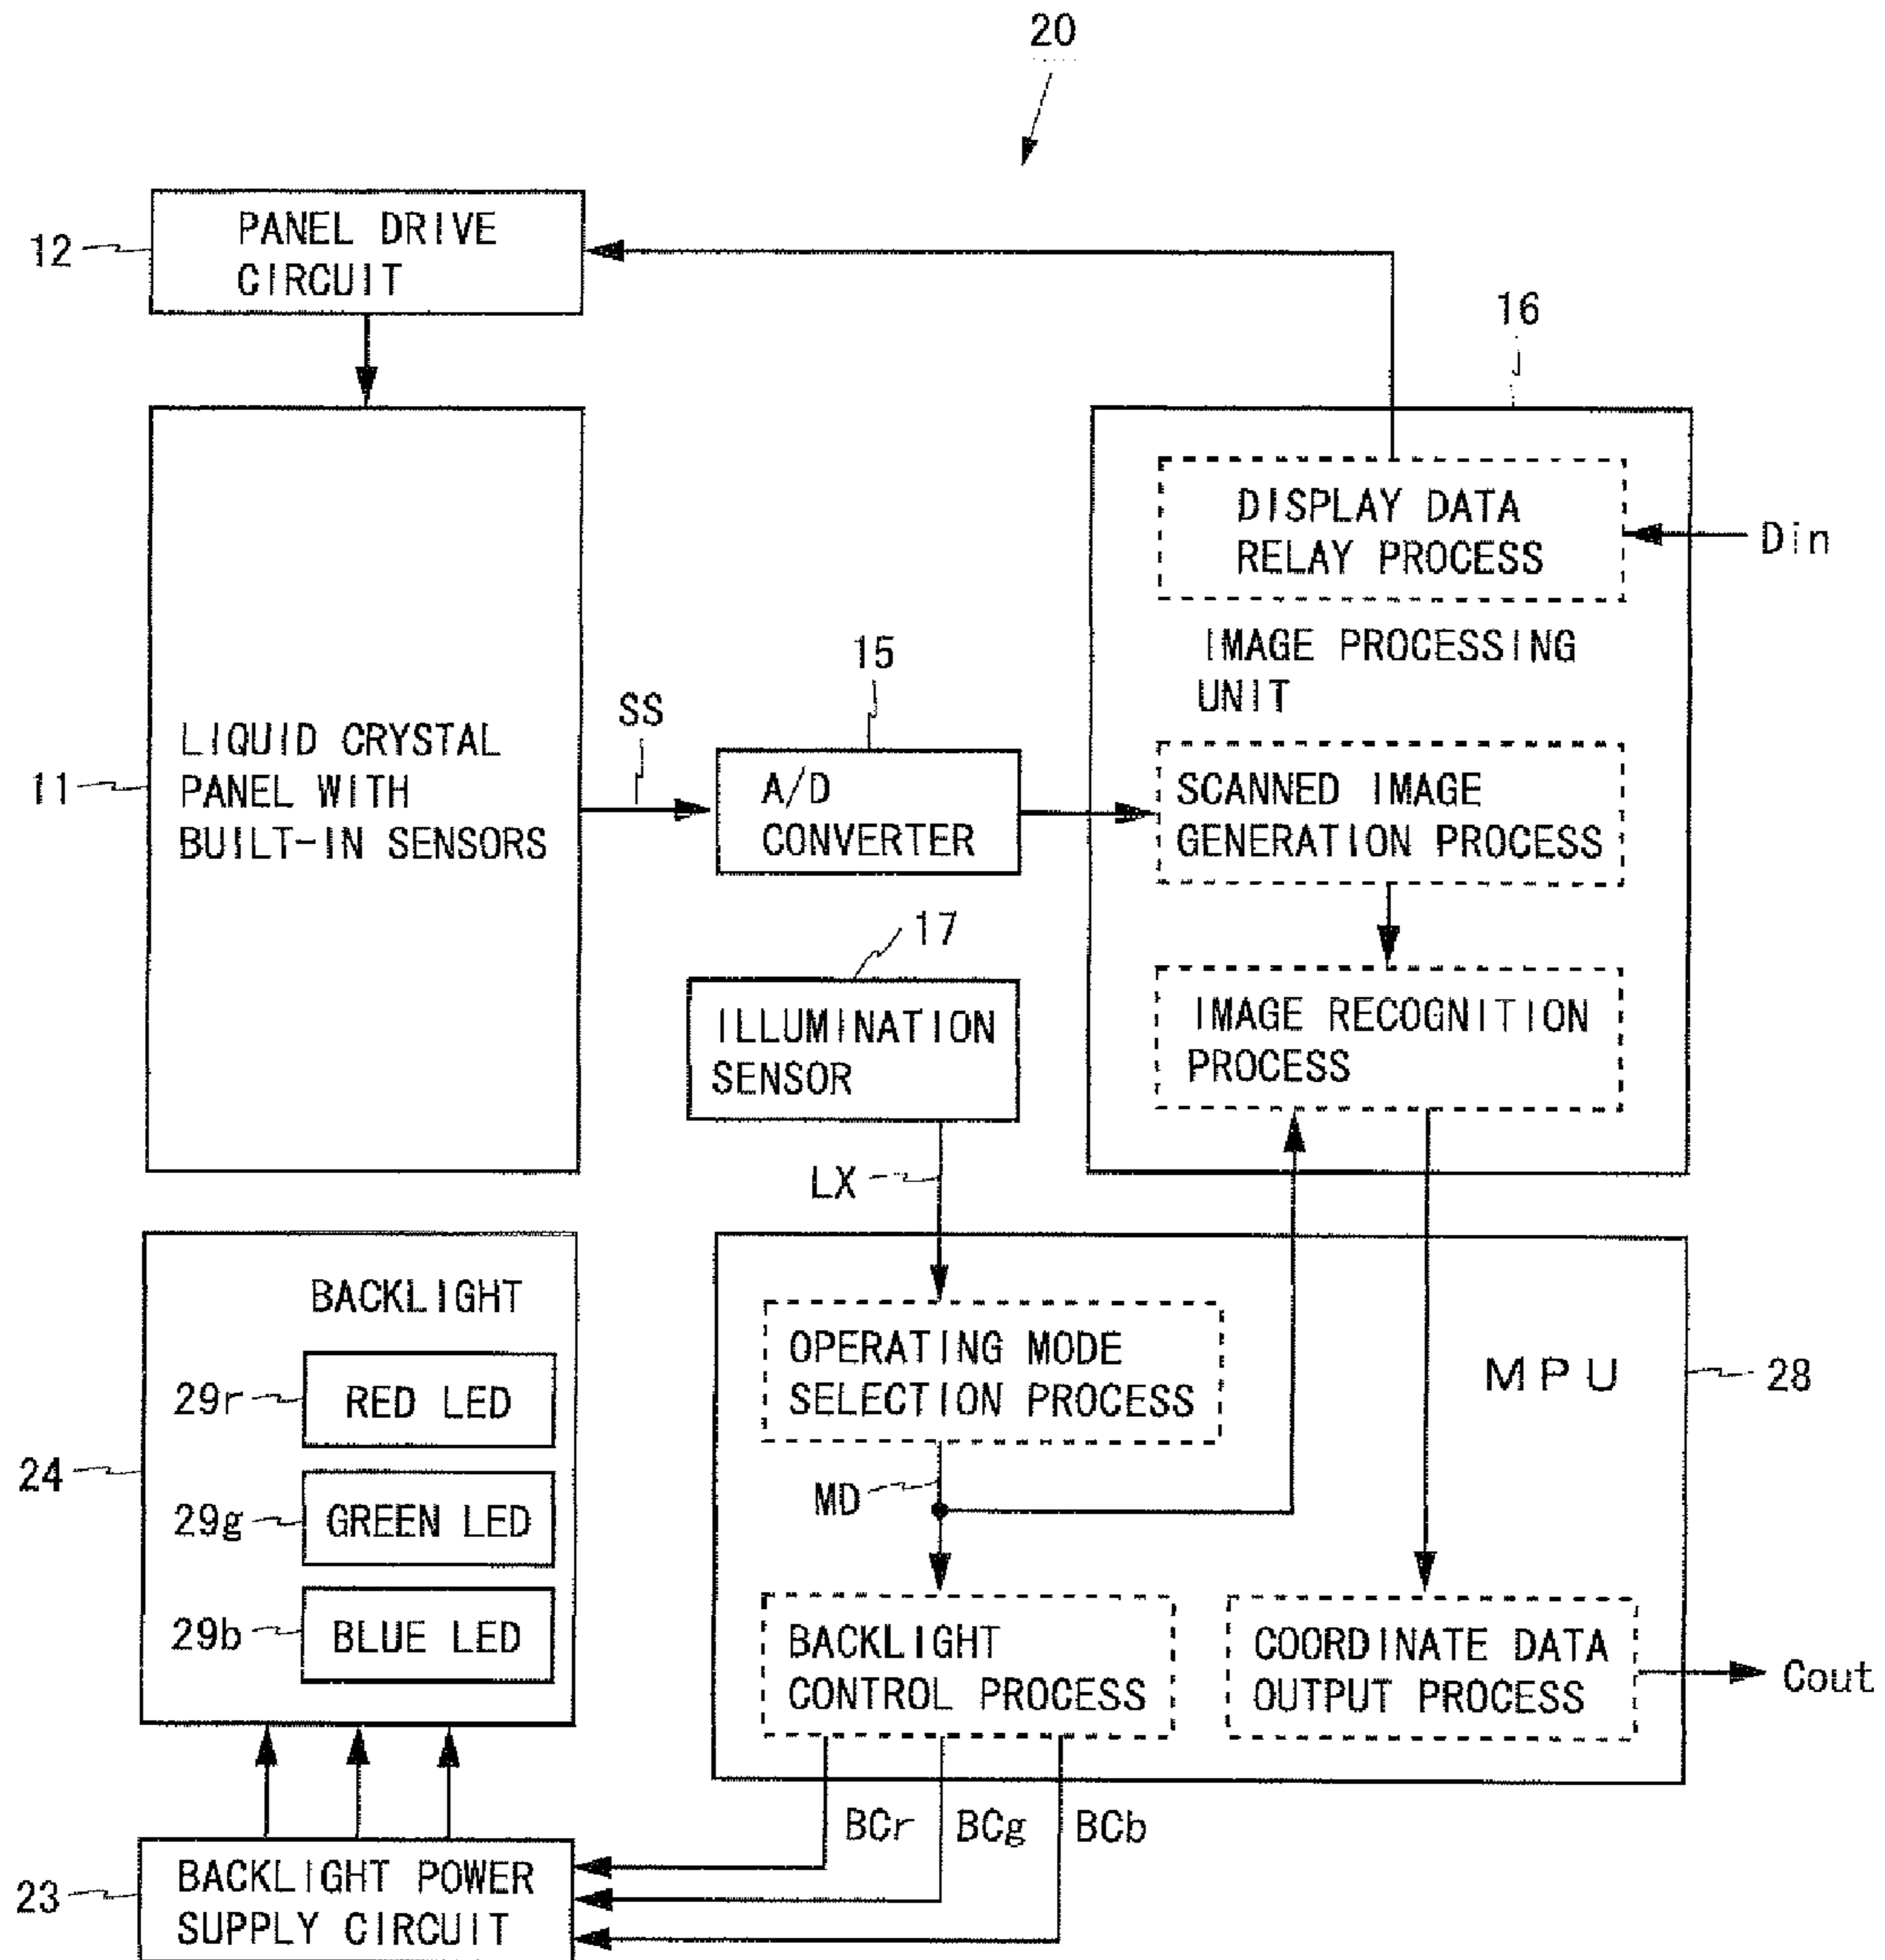 20
12
PANEL DRIVE
CIRCUIT
16
DISPLAY DATA
RELAY PROCESS
Din
IMAGE PROCESSING
UNIT
11
LIQUID CRYSTAL
PANEL WITH
BUILT-IN SENSORS
SS
15
A/D
CONVERTER
SCANNED IMAGE
GENERATION PROCESS
17
ILLUMINATION
SENSOR
IMAGE RECOGNITION
PROCESS
LX
BACKLIGHT
29r
RED LED
24
29g
GREEN LED
29b
BLUE LED
OPERATING MODE
SELECTION PROCESS
MPU
28
MD
BACKLIGHT
CONTROL PROCESS
COORDINATE DATA
OUTPUT PROCESS
Cout
BCr
BCg
BCb
23
BACKLIGHT POWER
SUPPLY CIRCUIT